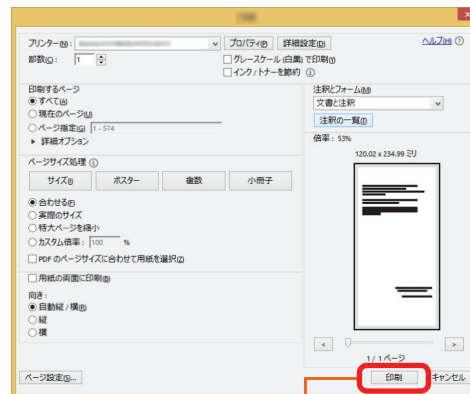 プリンター(N):
プロパティ(P)
詳細設定(D)
ヘルプ(H)
部数(C): 1
グレースケール (白黒) で印刷(Y)
インク / トナーを節約
印刷するページ
すべて(A)
現在のページ(U)
ページ指定(G) 1 - 574
詳細オプション
注釈とフォーム(M)
文書と注釈
注釈の一覧(T)
倍率: 53%
120.02 x 234.99 ミリ
ページサイズ処理
サイズ(I)
ポスター
複数
小冊子
合わせる(F)
実際のサイズ
特大ページを縮小
カスタム倍率: 100 %
PDF のページサイズに合わせて用紙を選択(Z)
用紙の両面に印刷(B)
向き:
自動縦 / 横(R)
縦
横
<
>
1 / 1 ページ
ページ設定(S)...
印刷
キャンセル